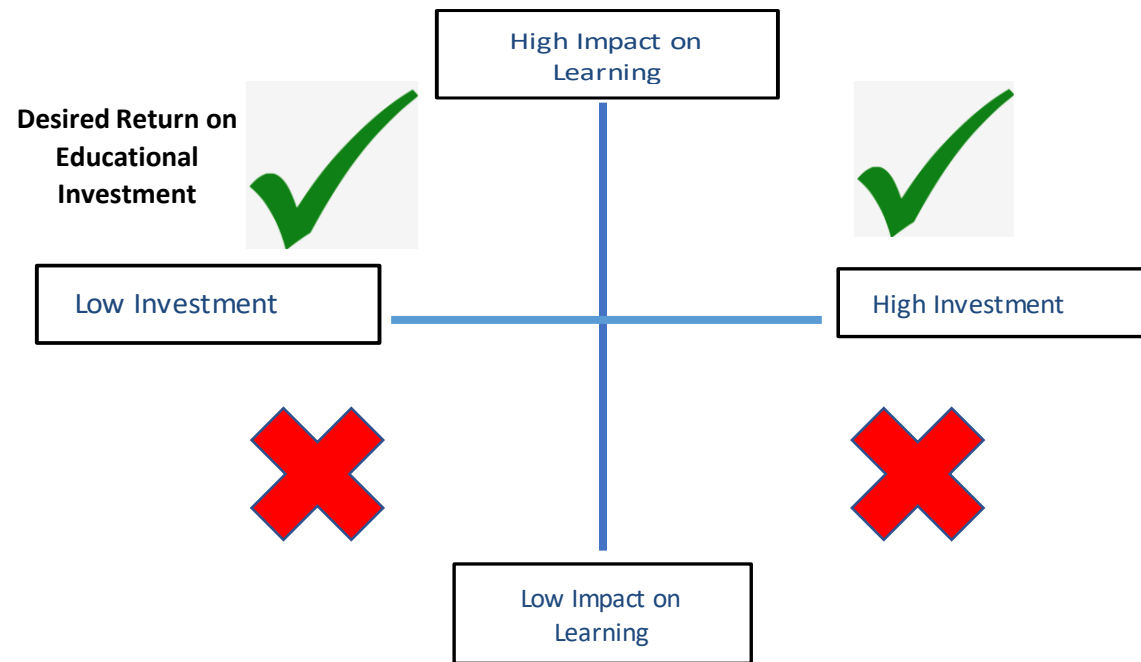 High Impact on
Learning
Desired Return on
Educational
Investment
Low Investment
High Investment
Low Impact on
Learning